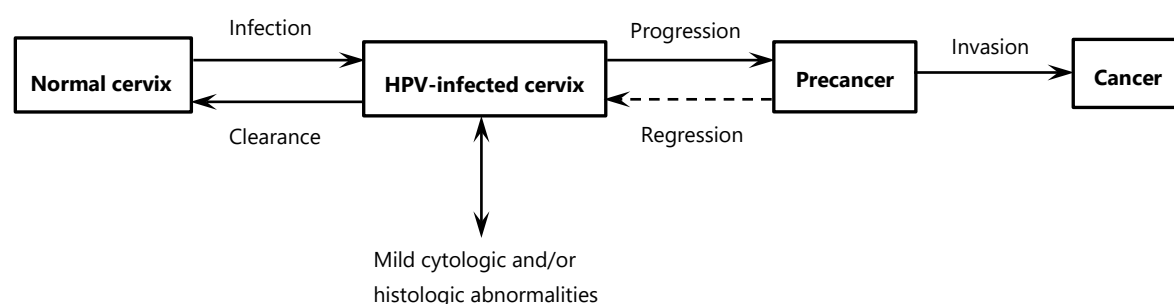 Infection
Progression
Invasion
Normal cervix
HPV-infected cervix
Precancer
Cancer
Clearance
Regression
Mild cytologic and/or
histologic abnormalities